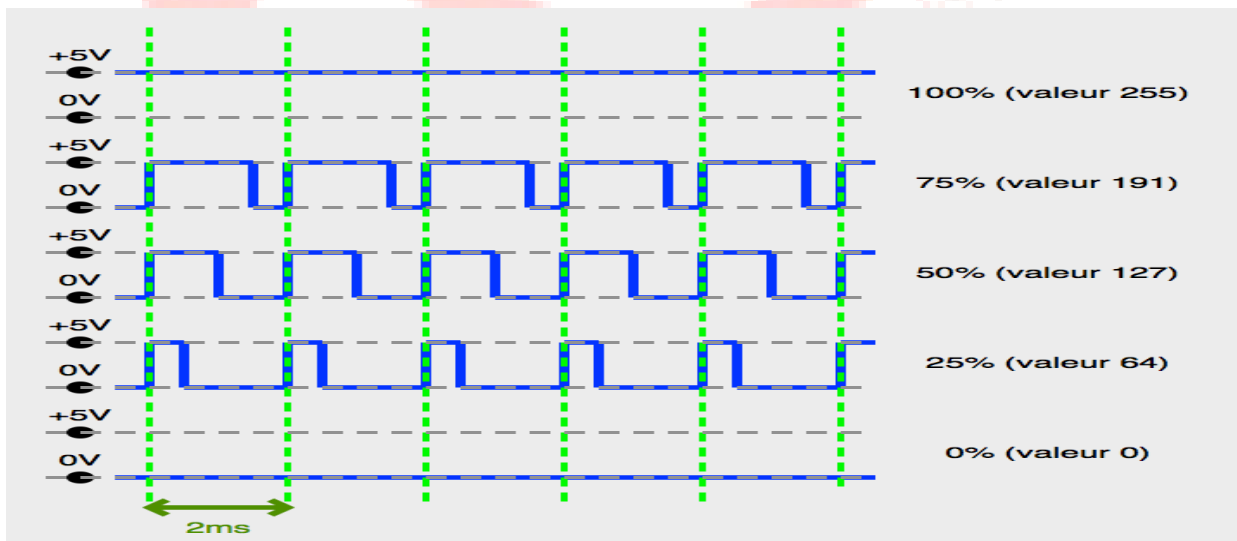 +5V
0V
100% (valeur 255)
+5V
0V
75% (valeur 191)
+5V
0V
50% (valeur 127)
+5V
0V
25% (valeur 64)
+5V
0V
0% (valeur 0)
2ms